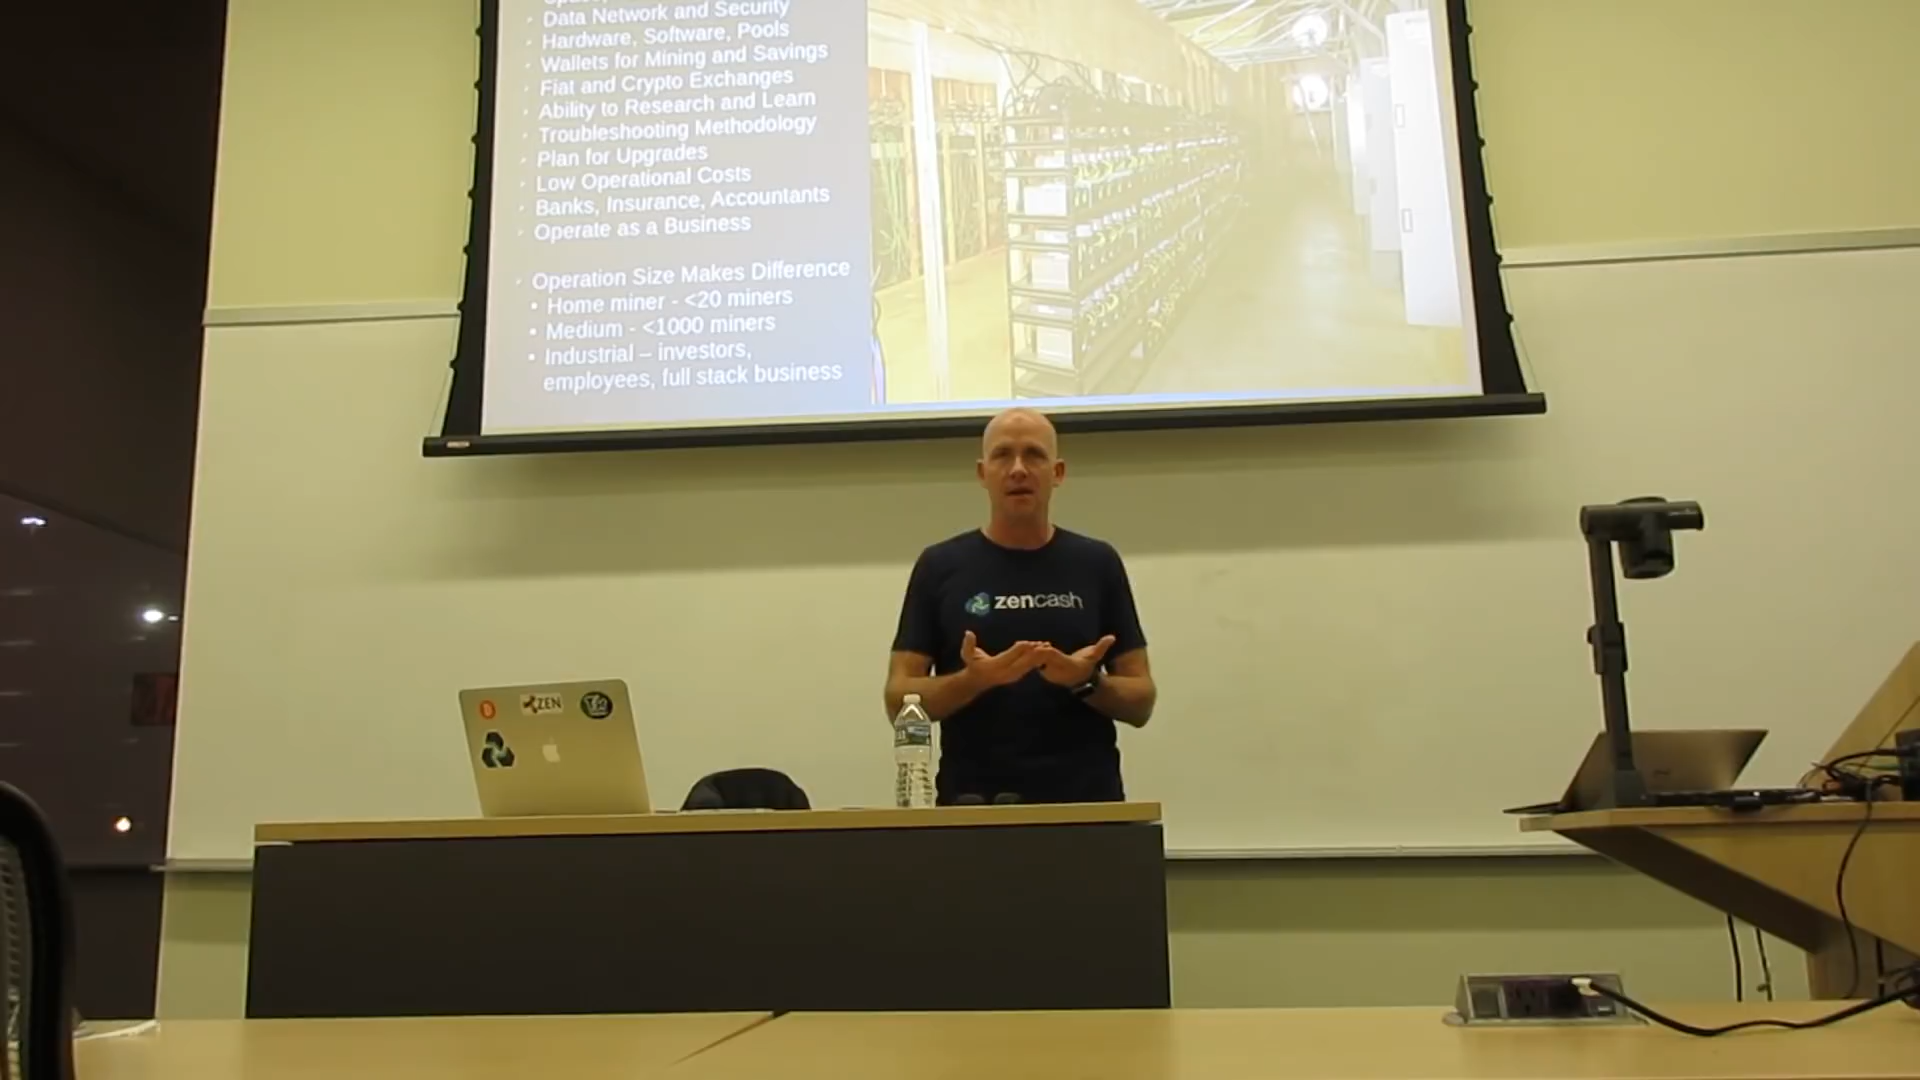 Data Network and Security
Hardware, Software, Pools
Wallets for Mining and Savings
Fiat and Crypto Exchanges
Ability to Research and Learn
Troubleshooting Methodology
Plan for Upgrades
Low Operational Costs
Banks, Insurance, Accountants
Operate as a Business
Operation Size Makes Difference
• Home miner - <20 miners
• Medium - <1000 miners
• Industrial – investors,
employees, full stack business
zencash
ZEN